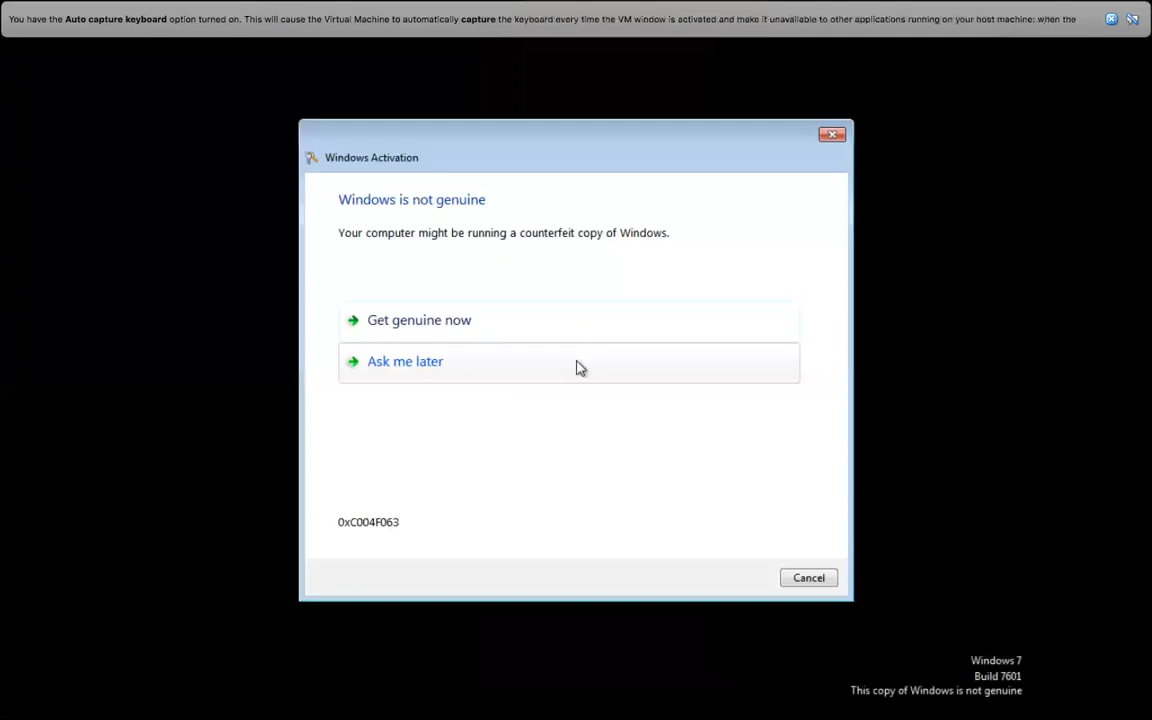 You have the Auto capture keyboard option turned on. This will cause the Virtual Machine to automatically capture the keyboard every time the VM window is activated and make it unavailable to other applications running on your host machine: when the
Windows Activation
Windows is not genuine
Your computer might be running a counterfeit copy of Windows.
Get genuine now
Ask me later
0xC004F063
Cancel
Windows 7
Build 7601
This copy of Windows is not genuine